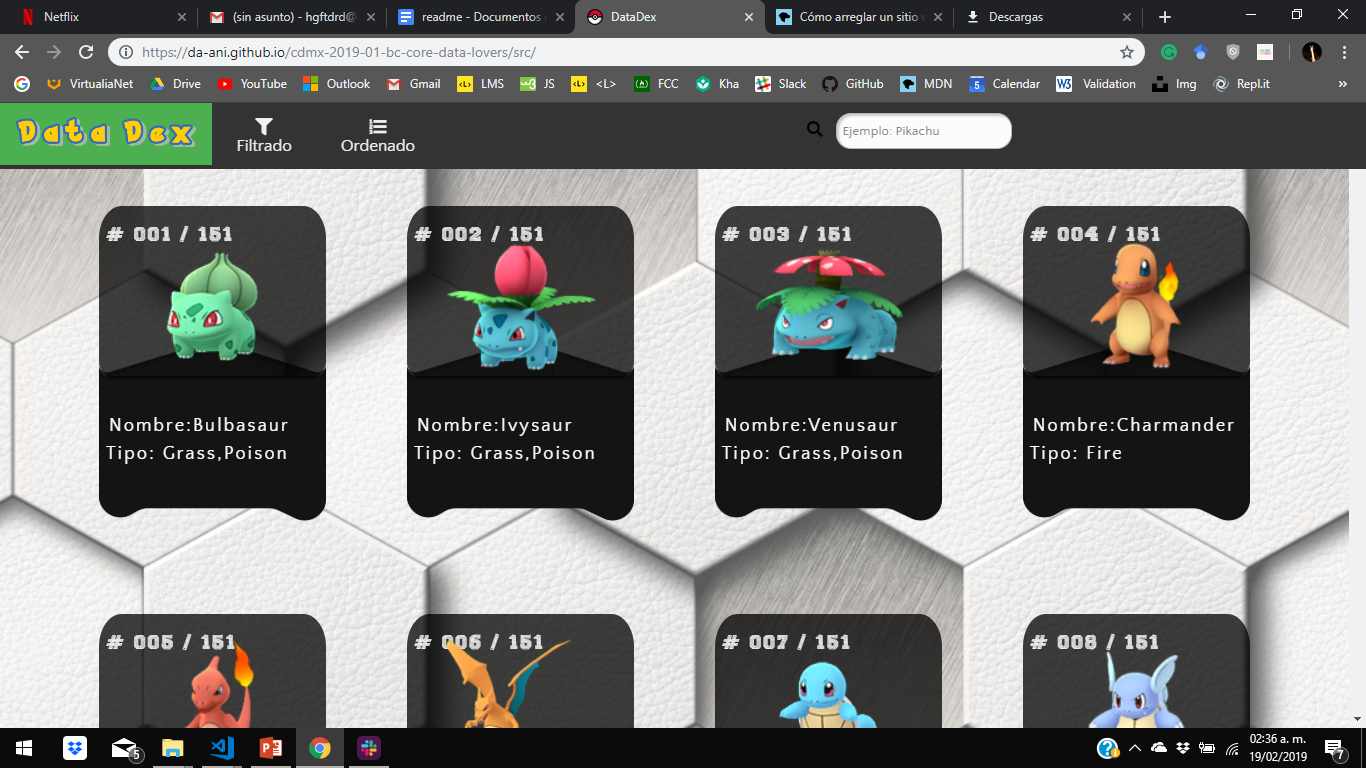 Netflix
(sin asunto) - hgftdrd@
readme - Documentos
DataDex
Cómo arreglar un sitio
Descargas
https://da-ani.github.io/cdmx-2019-01-bc-core-data-lovers/src/
VirtualiaNet Drive YouTube Outlook Gmail LMS JS <L> FCC Kha Slack GitHub MDN Calendar Validation Img RepLit »
Data Dex
Filtrado
Ordenado
Ejemplo: Pikachu
# 001 / 151
# 002 / 151
# 003 / 151
# 004 / 151
Nombre:Bulbasaur
Tipo: Grass,Poison
Nombre:Ivysaur
Tipo: Grass,Poison
Nombre:Venusaur
Tipo: Grass,Poison
Nombre:Charmander
Tipo: Fire
# 005 / 151
# 006 / 151
# 007 / 151
# 008 / 151
5
02:36 a. m.
19/02/2019
7